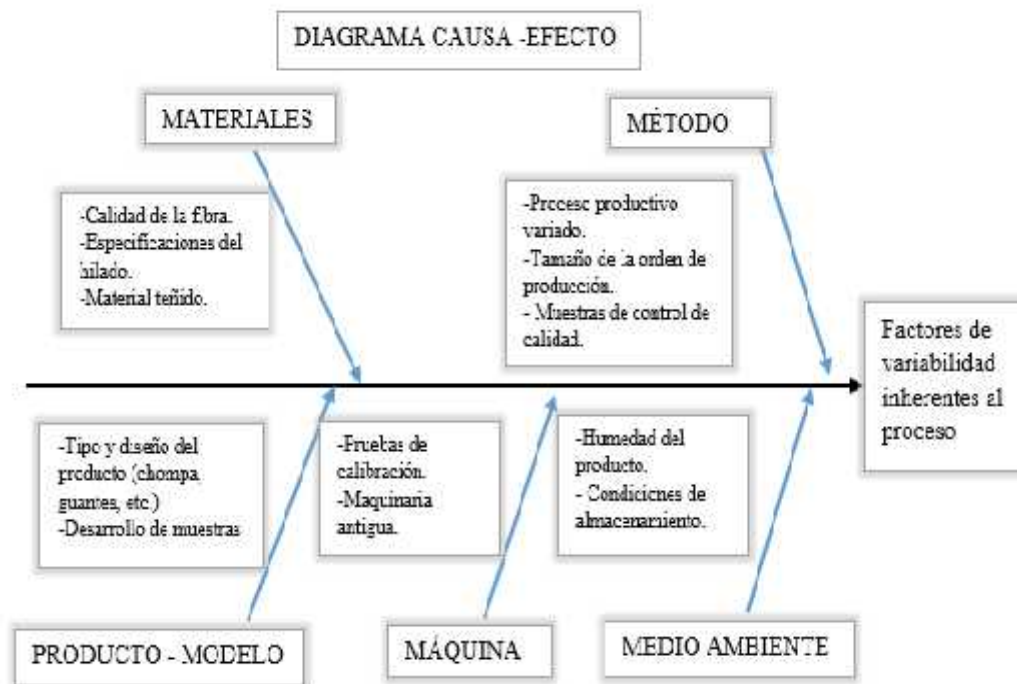 DIAGRAMA CAUSA -EFECTO
MATERIALES
MÉTODO
-Calidad de la fibra.
-Especificaciones del
hilado.
-Material teñido.
-Proceso productivo
variado.
-Tamaño de la orden de
producción.
- Muestras de control de
calidad.
Factores de
variabilidad
inherentes al
proceso
-Tipo y diseño del
producto (chompa
guantes, etc.)
-Desarrollo de muestras
-Pruebas de
calibración.
-Maquinaria
antigua.
-Humedad del
producto.
- Condiciones de
almacenamiento.
PRODUCTO - MODELO
MÁQUINA
MEDIO AMBIENTE